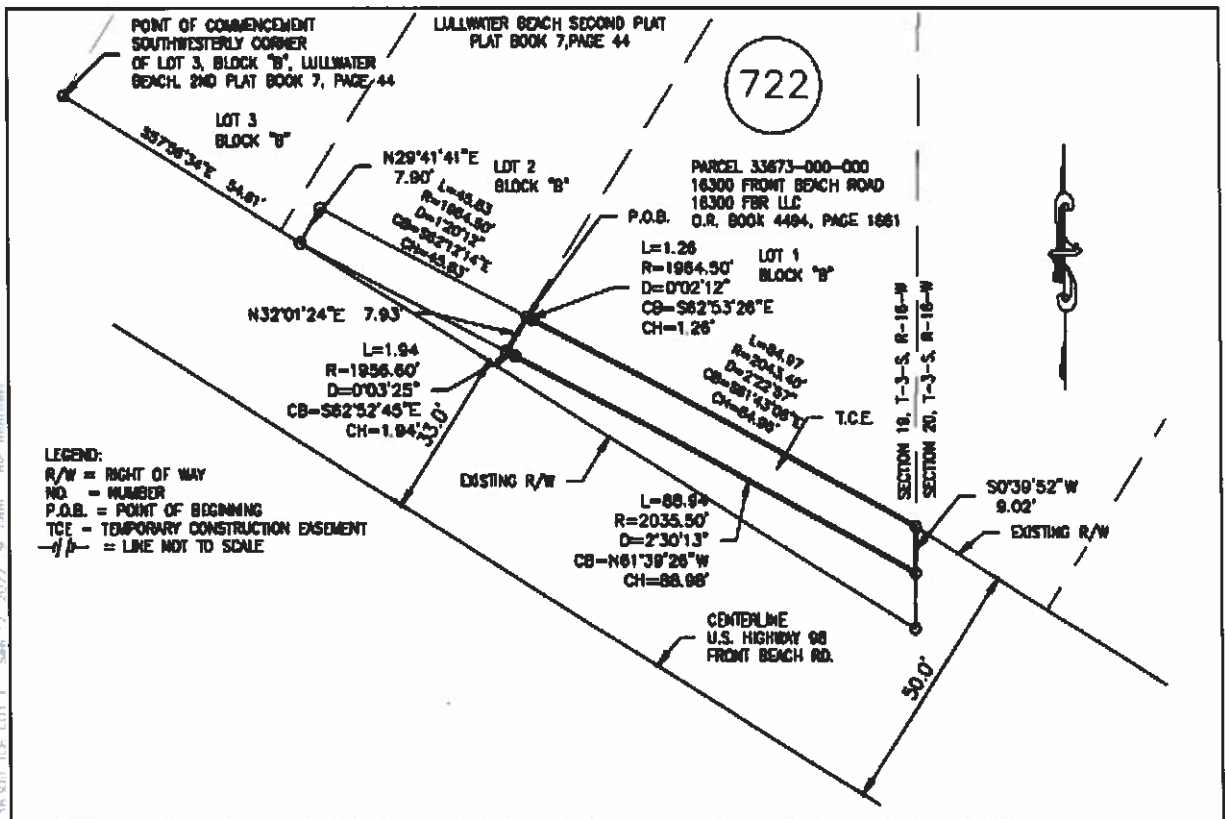 POINT OF COMMENCEMENT
SOUTHWESTERLY CORNER
OF LOT 3, BLOCK "B", LULLWATER
BEACH. 2ND PLAT BOOK 7, PAGE 44
LULLWATER BEACH SECOND PLAT
PLAT BOOK 7,PAGE 44
722
LOT 3
BLOCK "B"
S57°56'34"E 54.61'
N29°41'41"E
7.90'
LOT 2
BLOCK "B"
L=45.83
R=1964.50'
D=1°20'13"
CB=S62°12'14"E
CH=45.83'
PARCEL 33673-000-000
16300 FRONT BEACH ROAD
16300 FBR LLC
O.R. BOOK 4494, PAGE 1661
P.O.B.
L=1.26
R=1964.50'
D=0°02'12"
CB=S62°53'26"E
CH=1.26'
LOT 1
BLOCK "B"
N32°01'24"E 7.93'
L=1.94
R=1956.60'
D=0°03'25"
CB=S62°52'45"E
CH=1.94'
33.0'
L=84.97
R=2043.40'
D=2°22'57"
CB=S61°43'06"E
CH=84.96'
T.C.E.
SECTION 19, T-3-S, R-16-W
SECTION 20, T-3-S, R-16-W
LEGEND:
R/W = RIGHT OF WAY
NO. = NUMBER
P.O.B. = POINT OF BEGINNING
TCE = TEMPORARY CONSTRUCTION EASEMENT
= LINE NOT TO SCALE
EXISTING R/W
L=88.94
R=2035.50'
D=2°30'13"
CB=N61°39'26"W
CH=88.98'
S0°39'52"W
9.02'
EXISTING R/W
CENTERLINE
U.S. HIGHWAY 98
FRONT BEACH RD.
50.0'